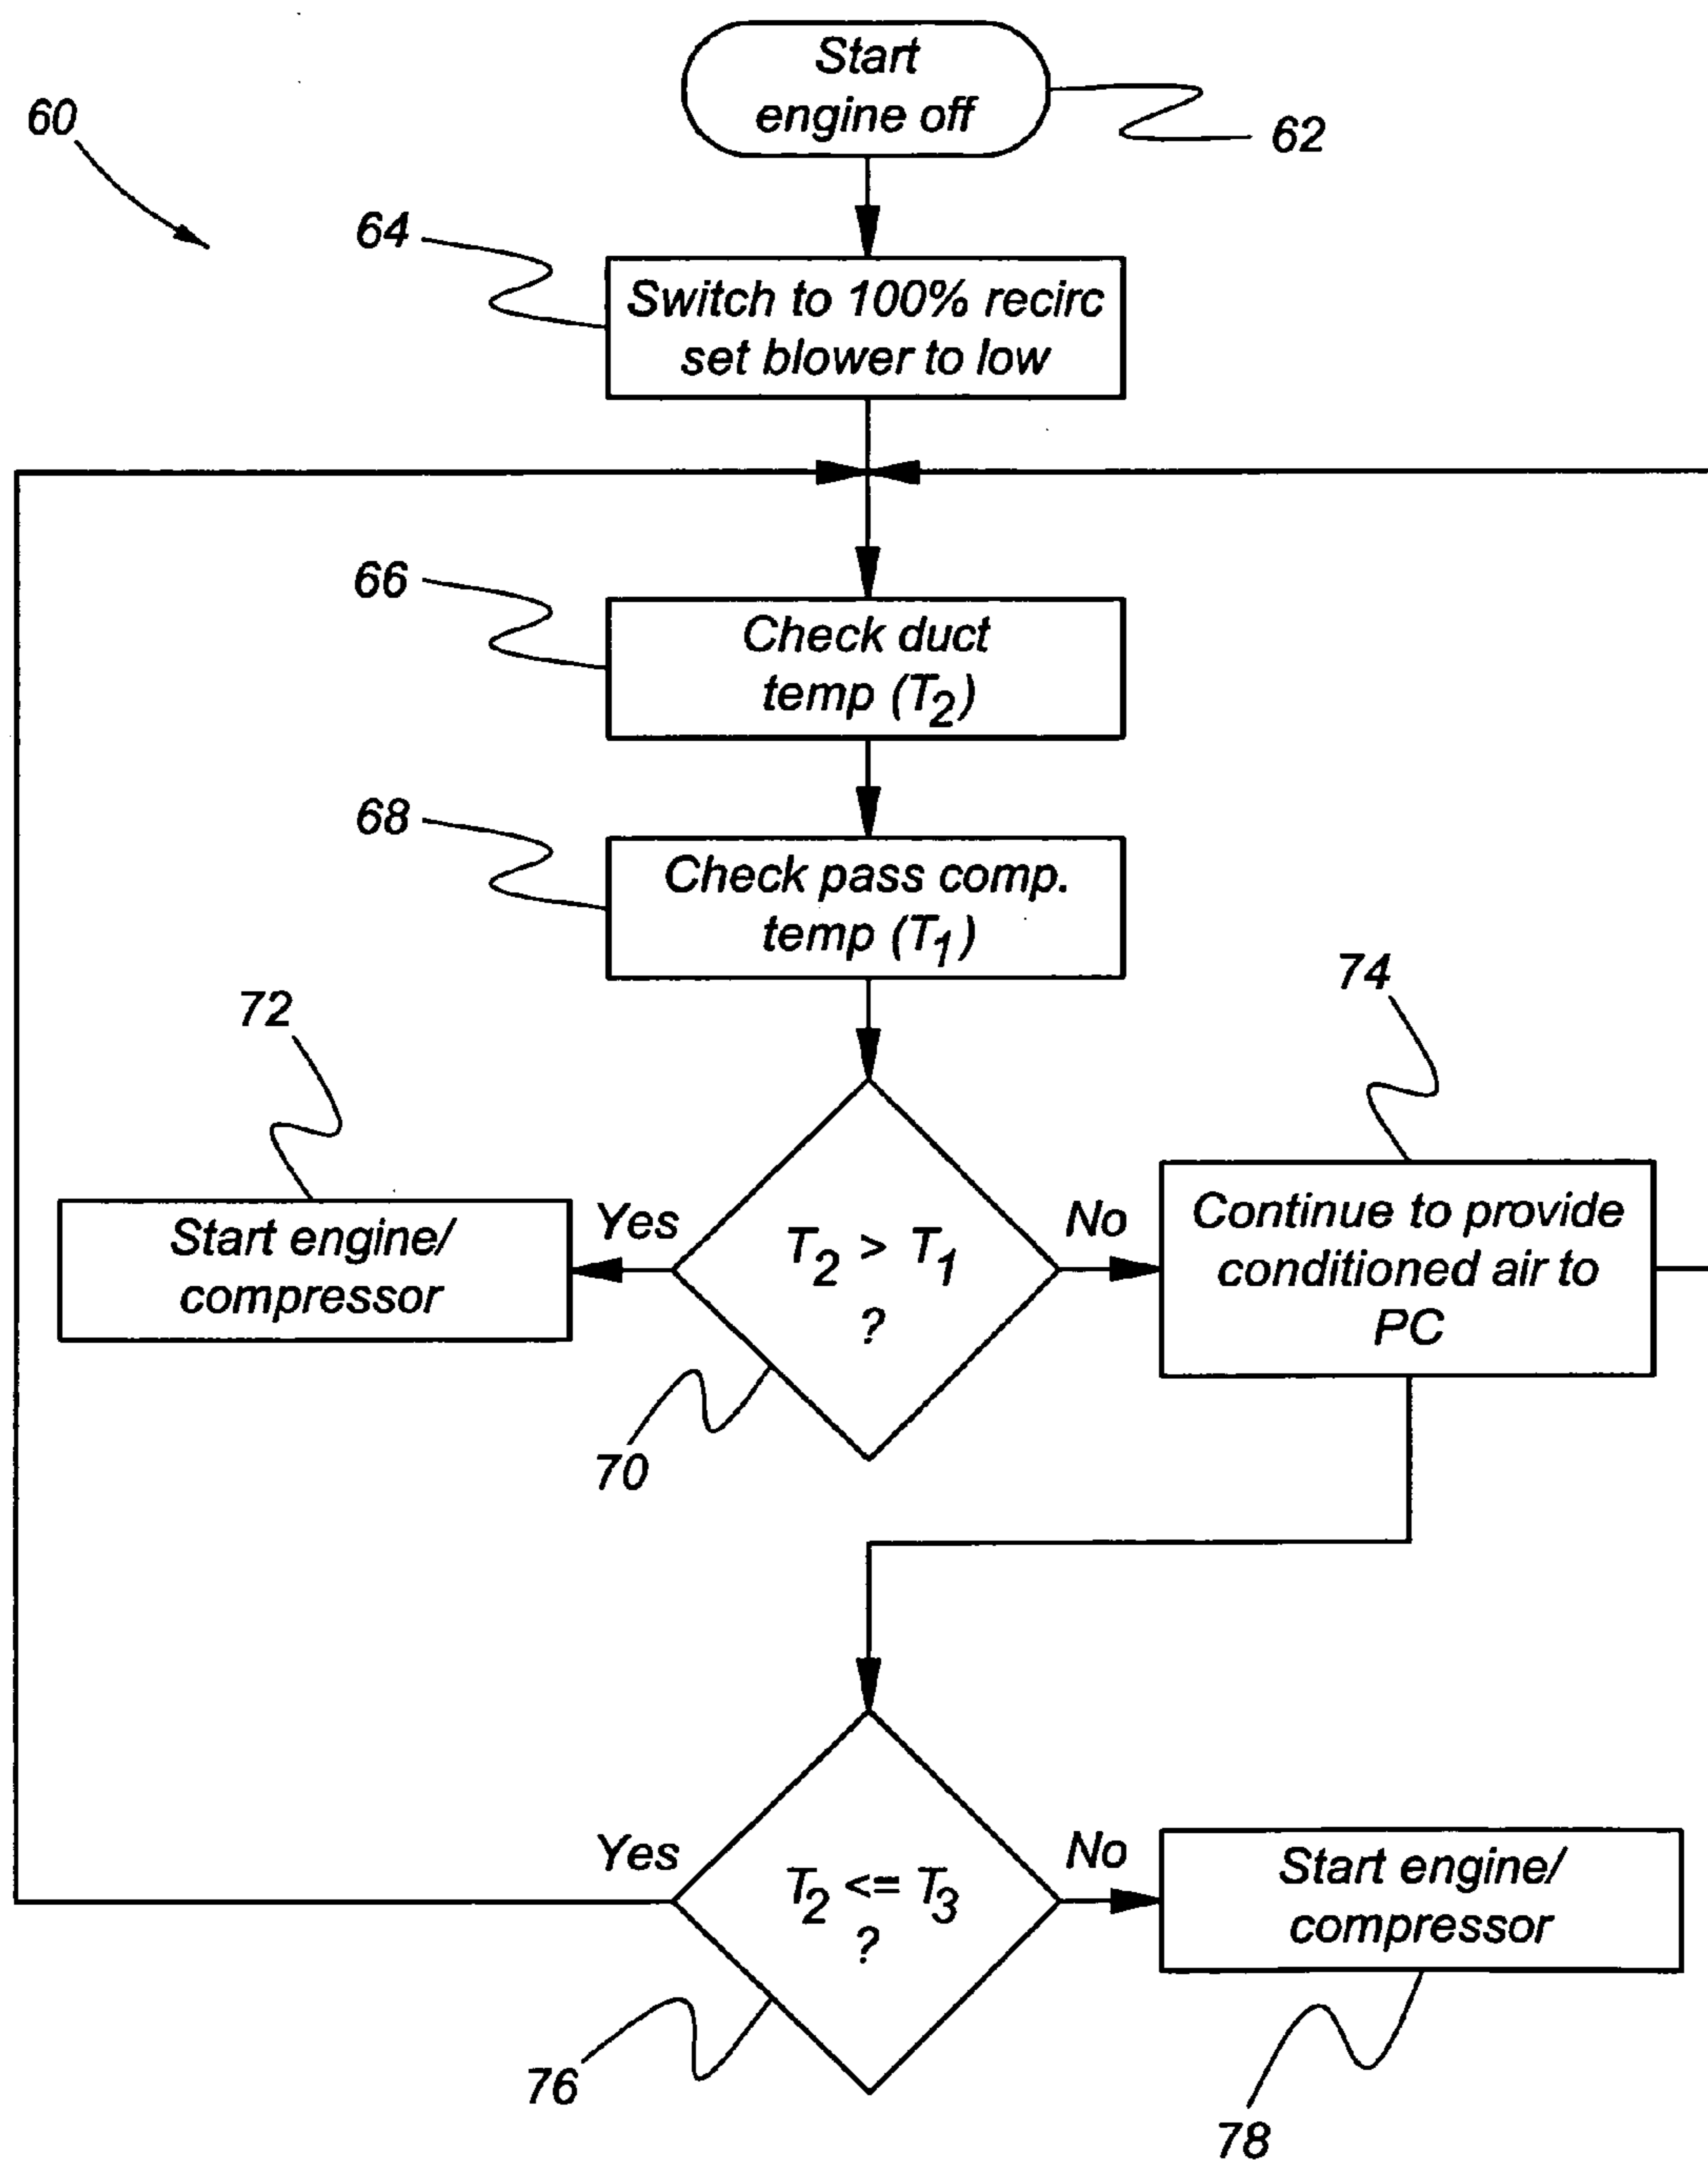 Start
engine off
60
62
64
Switch to 100% recirc
set blower to low
66
Check duct
temp (T2)
68
Check pass comp.
temp (T1)
72
74
Start engine/
compressor
Yes
T2 > T1
?
No
Continue to provide
conditioned air to
PC
70
Yes
T2 <= T3
?
No
Start engine/
compressor
76
78